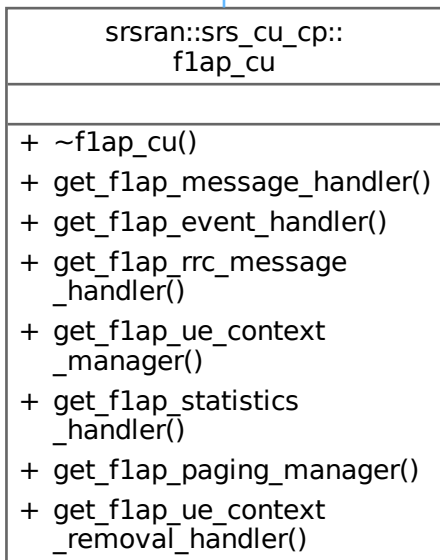 srsran::srs_cu_cp::
f1ap_cu
+ ~f1ap_cu()
+ get_f1ap_message_handler()
+ get_f1ap_event_handler()
+ get_f1ap_rrc_message
_handler()
+ get_f1ap_ue_context
_manager()
+ get_f1ap_statistics
_handler()
+ get_f1ap_paging_manager()
+ get_f1ap_ue_context
_removal_handler()